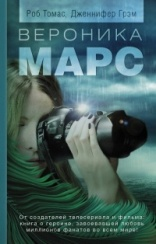 Роб Томас, Дженнифер Грэм
ВЕРОНИКА
МАРС
От создателей телесериала и фильма
книга о героине, завоевавшей любовь
миллионов фанатов во всем мире!